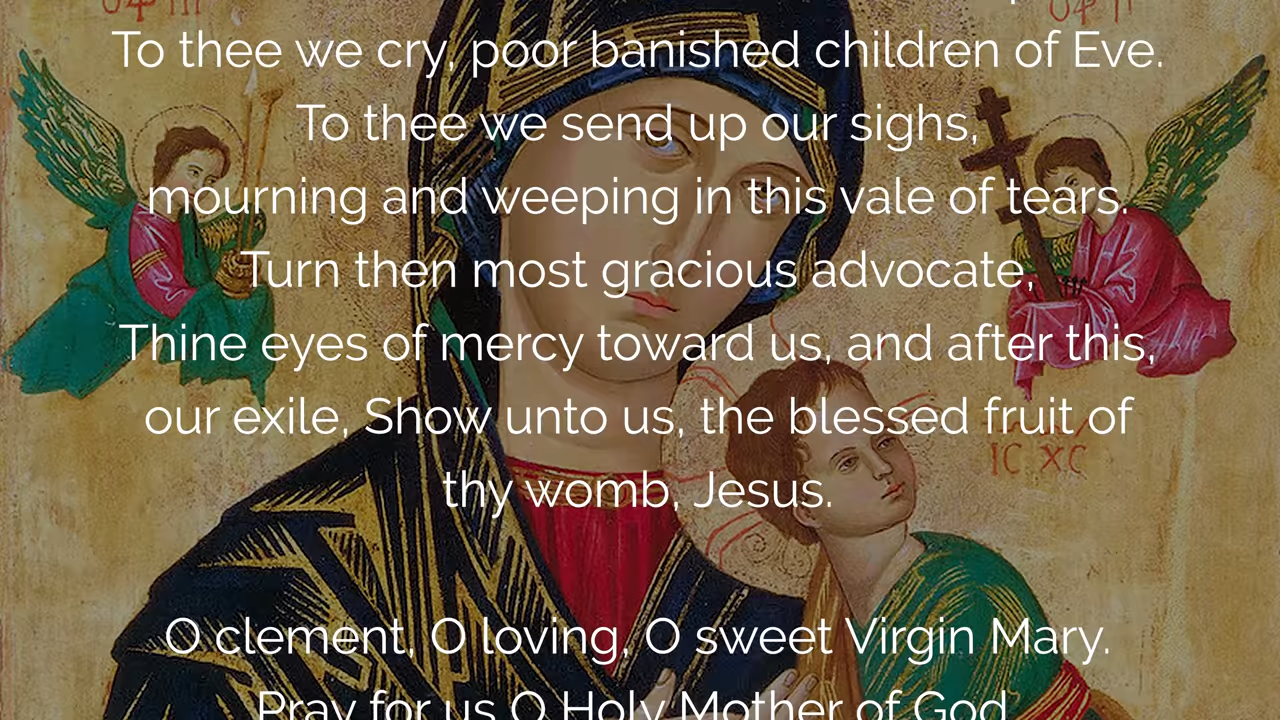 To thee we cry, poor banished children of Eve.
To thee we send up our sighs,
mourning and weeping in this vale of tears.
Turn then most gracious advocate,
Thine eyes of mercy toward us, and after this,
our exile, Show unto us, the blessed fruit of
thy womb, Jesus.
IC XC
O clement, O loving, O sweet Virgin Mary.
Pray for us O Holy Mother of God